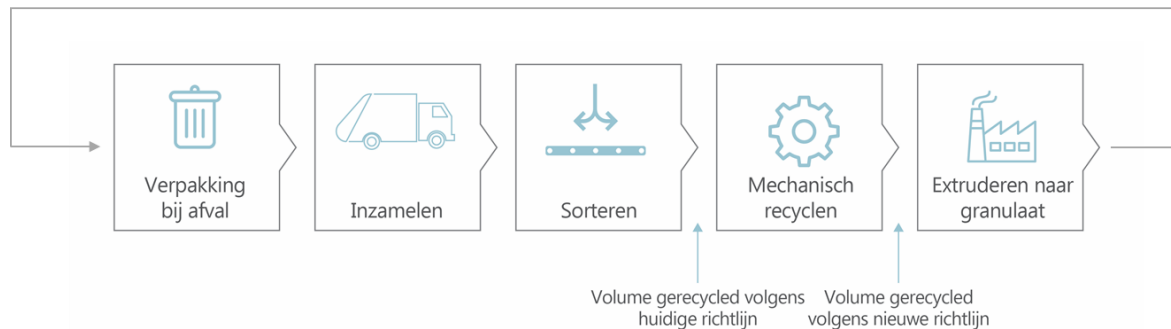 Verpakking
bij afval
Inzamelen
Sorteren
Mechanisch
recyclen
Extruderen naar
granulaat
Volume gerecycled volgens
huidige richtlijn
Volume gerecycled
volgens nieuwe richtlijn